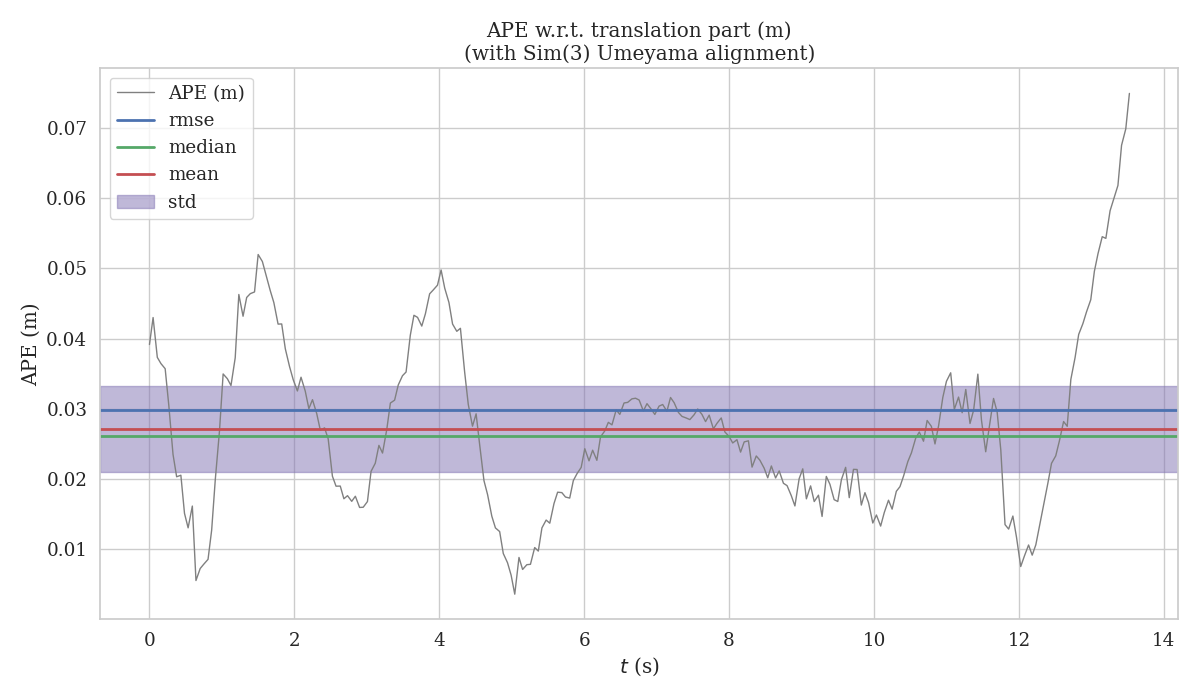 APE w.r.t. translation part (m)
(with Sim(3) Umeyama alignment)
APE (m)
rmse
median
mean
std
APE (m)
0.07
0.06
0.05
0.04
0.03
0.02
0.01
0 2 4 6 8 10 12 14
t (s)